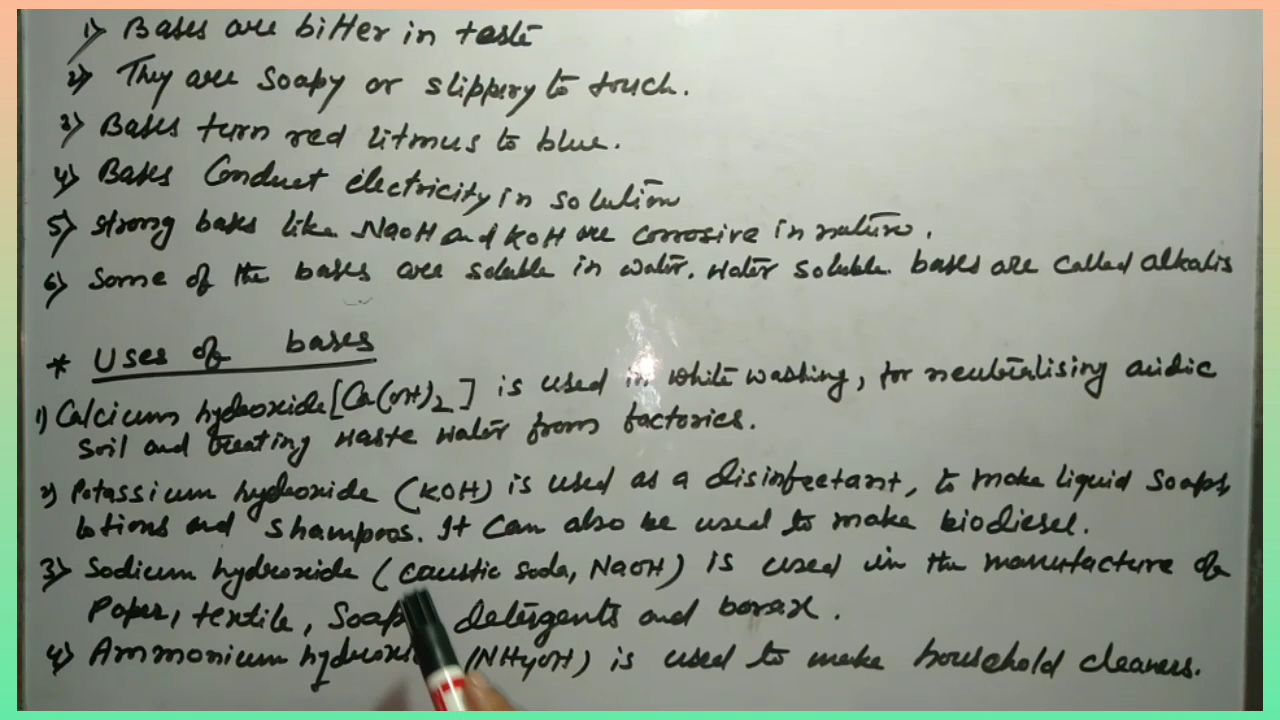 1) Bases are bitter in taste
2) They are soapy or slippery to touch.
3) Bases turn red litmus to blue.
4) Bases Conduct electricity in solution
5) Strong bases like NaOH and KOH are corrosive in nature.
6) Some of the bases are soluble in water. Water soluble bases are called alkalis
* Uses of bases
1) Calcium hydroxide [Ca(OH)2] is used in white washing, for neutralising acidic
soil and treating waste water from factories.
2) Potassium hydroxide (KOH) is used as a disinfectant, to make liquid soaps,
lotions and shampoos. It can also be used to make biodiesel.
3) Sodium hydroxide (caustic soda, NaOH) is used in the manufacture of
Paper, textile, Soap detergents and borax.
4) Ammonium (NH4OH) is used to make household cleaners.